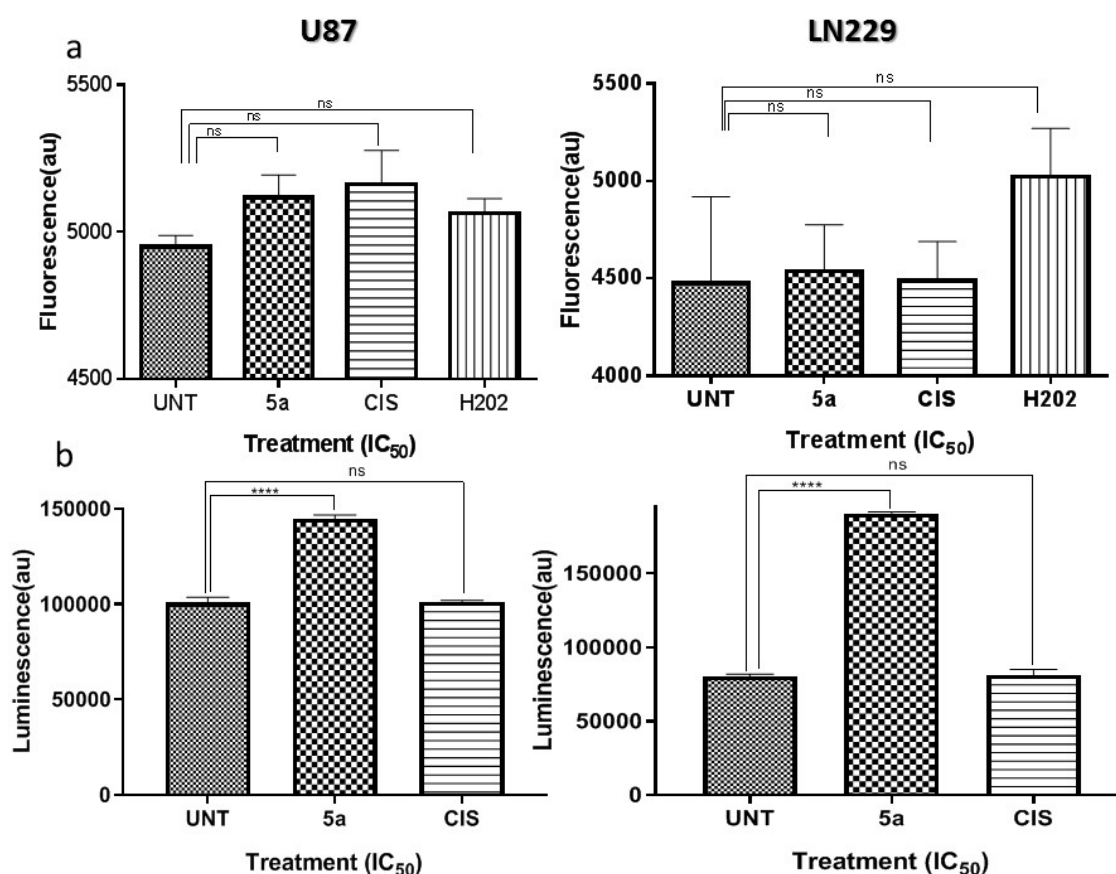 U87
LN229
a
5500
5000
4500
Fluorescence(au)
ns
ns
ns
UNT
5a
CIS
H202
Treatment (IC50)
5500
5000
4500
4000
Fluorescence(au)
ns
ns
ns
UNT
5a
CIS
H202
Treatment (IC50)
b
150000
100000
50000
0
Luminescence(au)
ns
****
UNT
5a
CIS
Treatment (IC50)
150000
100000
50000
0
Luminescence(au)
ns
****
UNT
5a
CIS
Treatment (IC50)